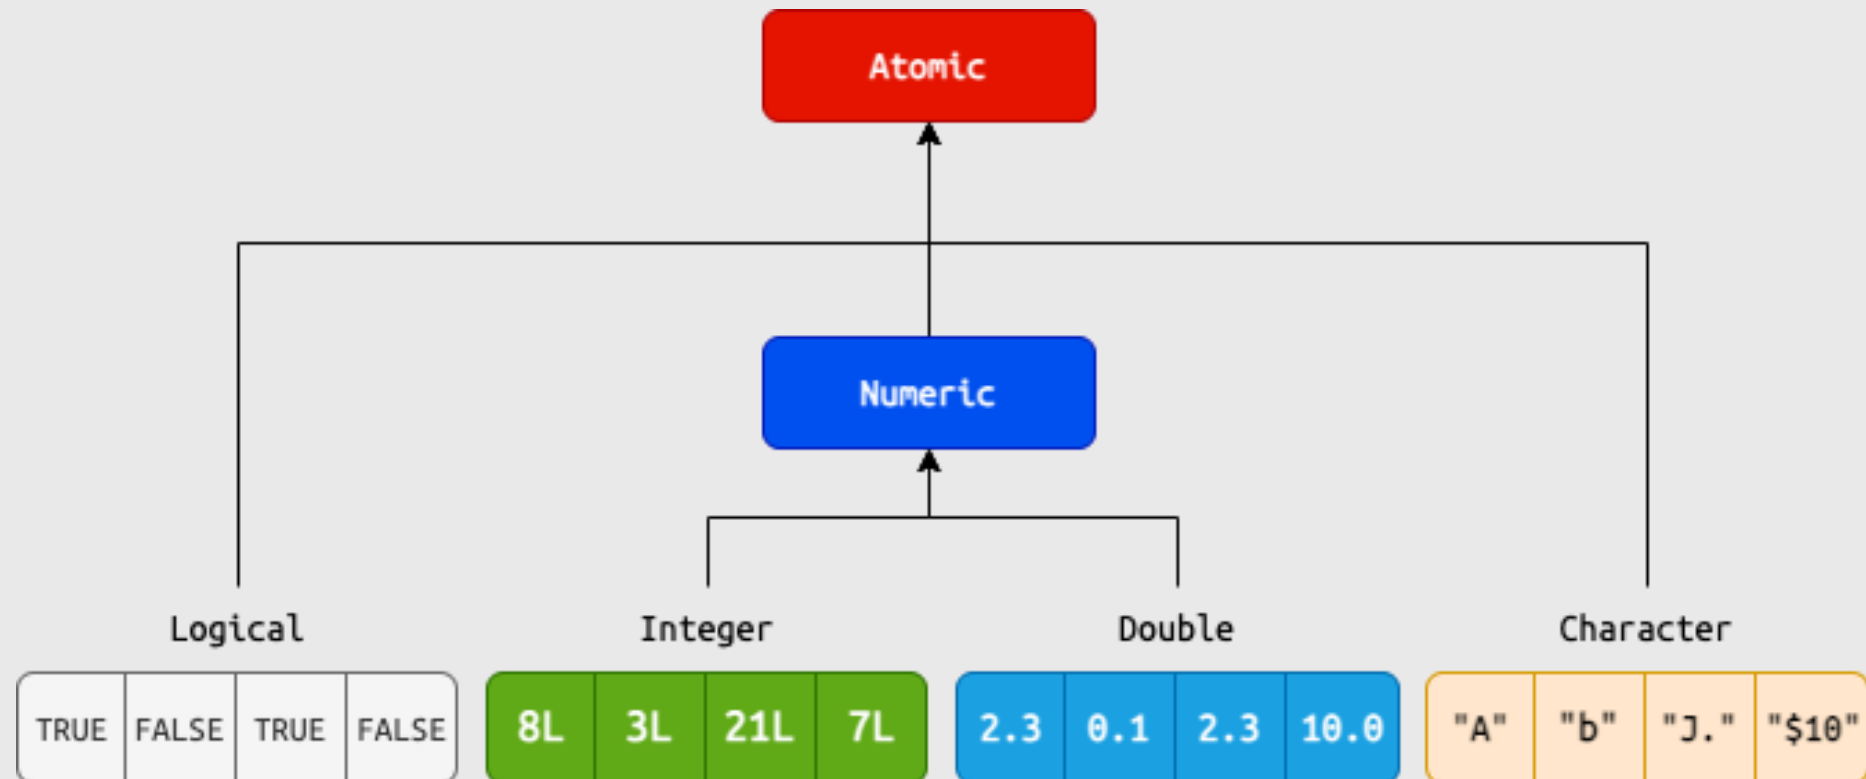 Atomic
Numeric
Logical Integer Double Character
TRUE FALSE TRUE FALSE 8L 3L 21L 7L 2.3 0.1 2.3 10.0 "A" "b" "J." "$10"